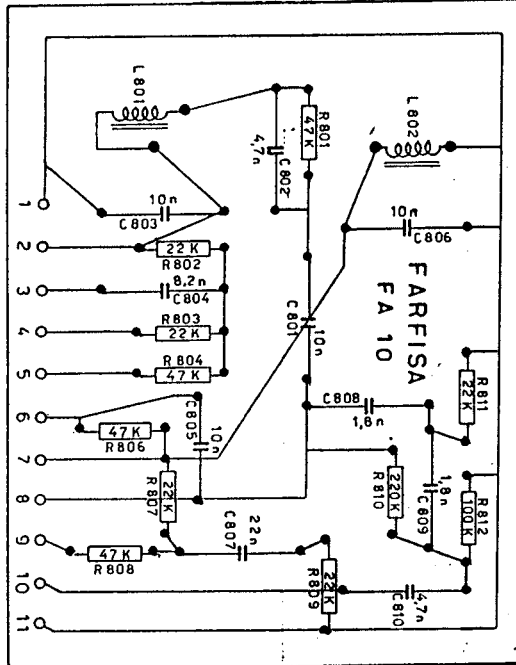 L801
R801
47K
4,7n
C802
L802
10n
C803
10n
C806
FARFISA
FA 10
1
2
22K
R802
3
8,2n
C804
4
R803
22K
5
R804
47K
C801
10n
C808
1,8n
R811
22K
6
47K
R806
C805
10n
7
22K
R807
R810
220K
1,8n
C809
R812
100K
8
9
47K
R808
C807
22n
22K
R809
10
4,7n
C810
11